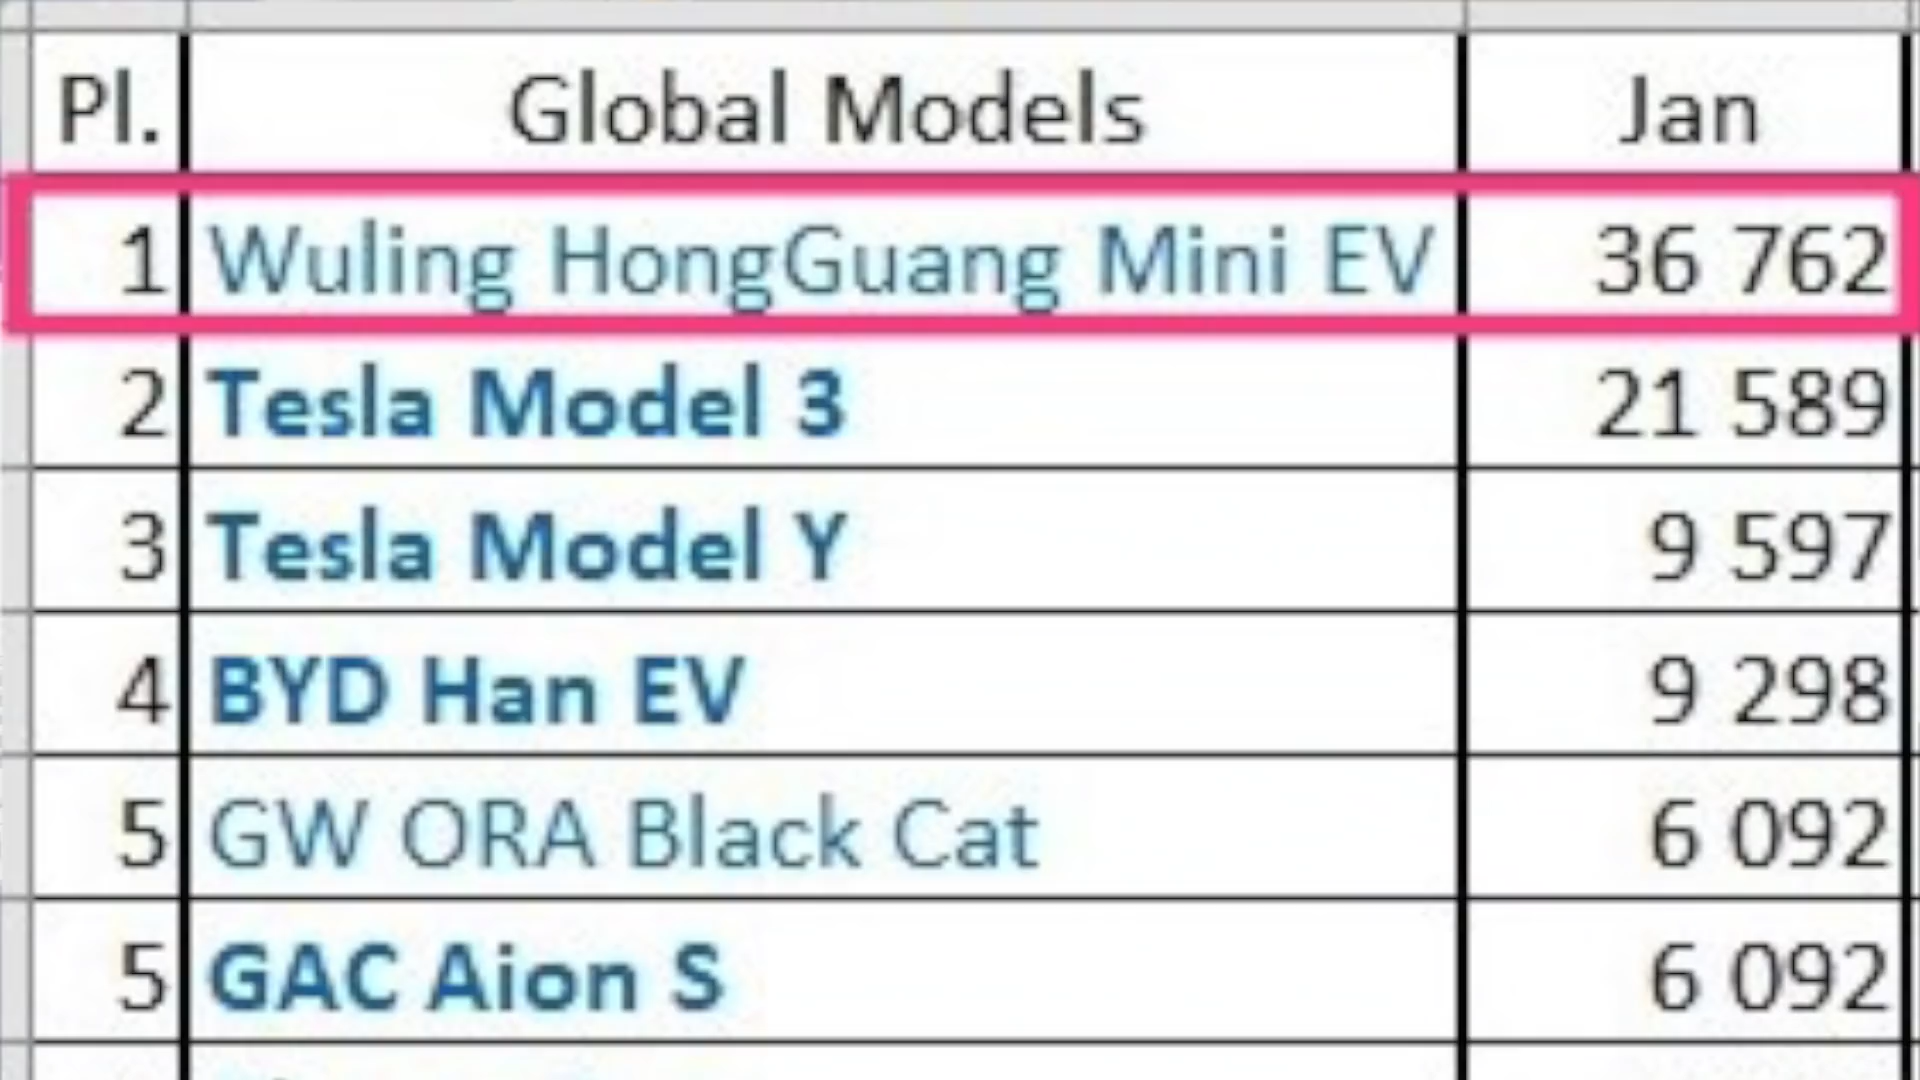 Pl. Global Models Jan
1 Wuling HongGuang Mini EV 36 762
2 Tesla Model 3 21 589
3 Tesla Model Y 9 597
4 BYD Han EV 9 298
5 GW ORA Black Cat 6 092
5 GAC Aion S 6 092